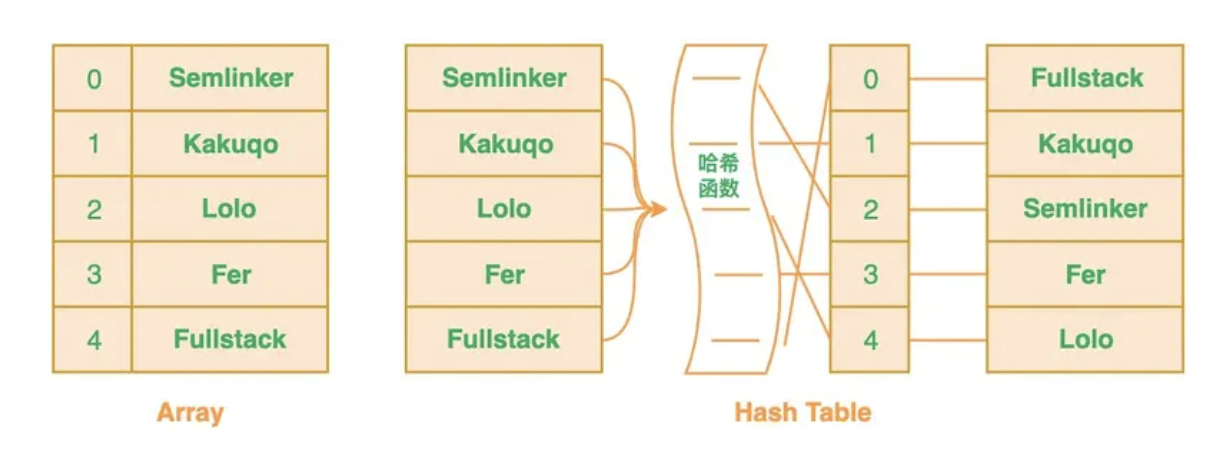 0 Semlinker
1 Kakuqo
2 Lolo
3 Fer
4 Fullstack
Array
Semlinker
Kakuqo
Lolo
Fer
Fullstack
哈希
函数
0 Fullstack
1 Kakuqo
2 Semlinker
3 Fer
4 Lolo
Hash Table